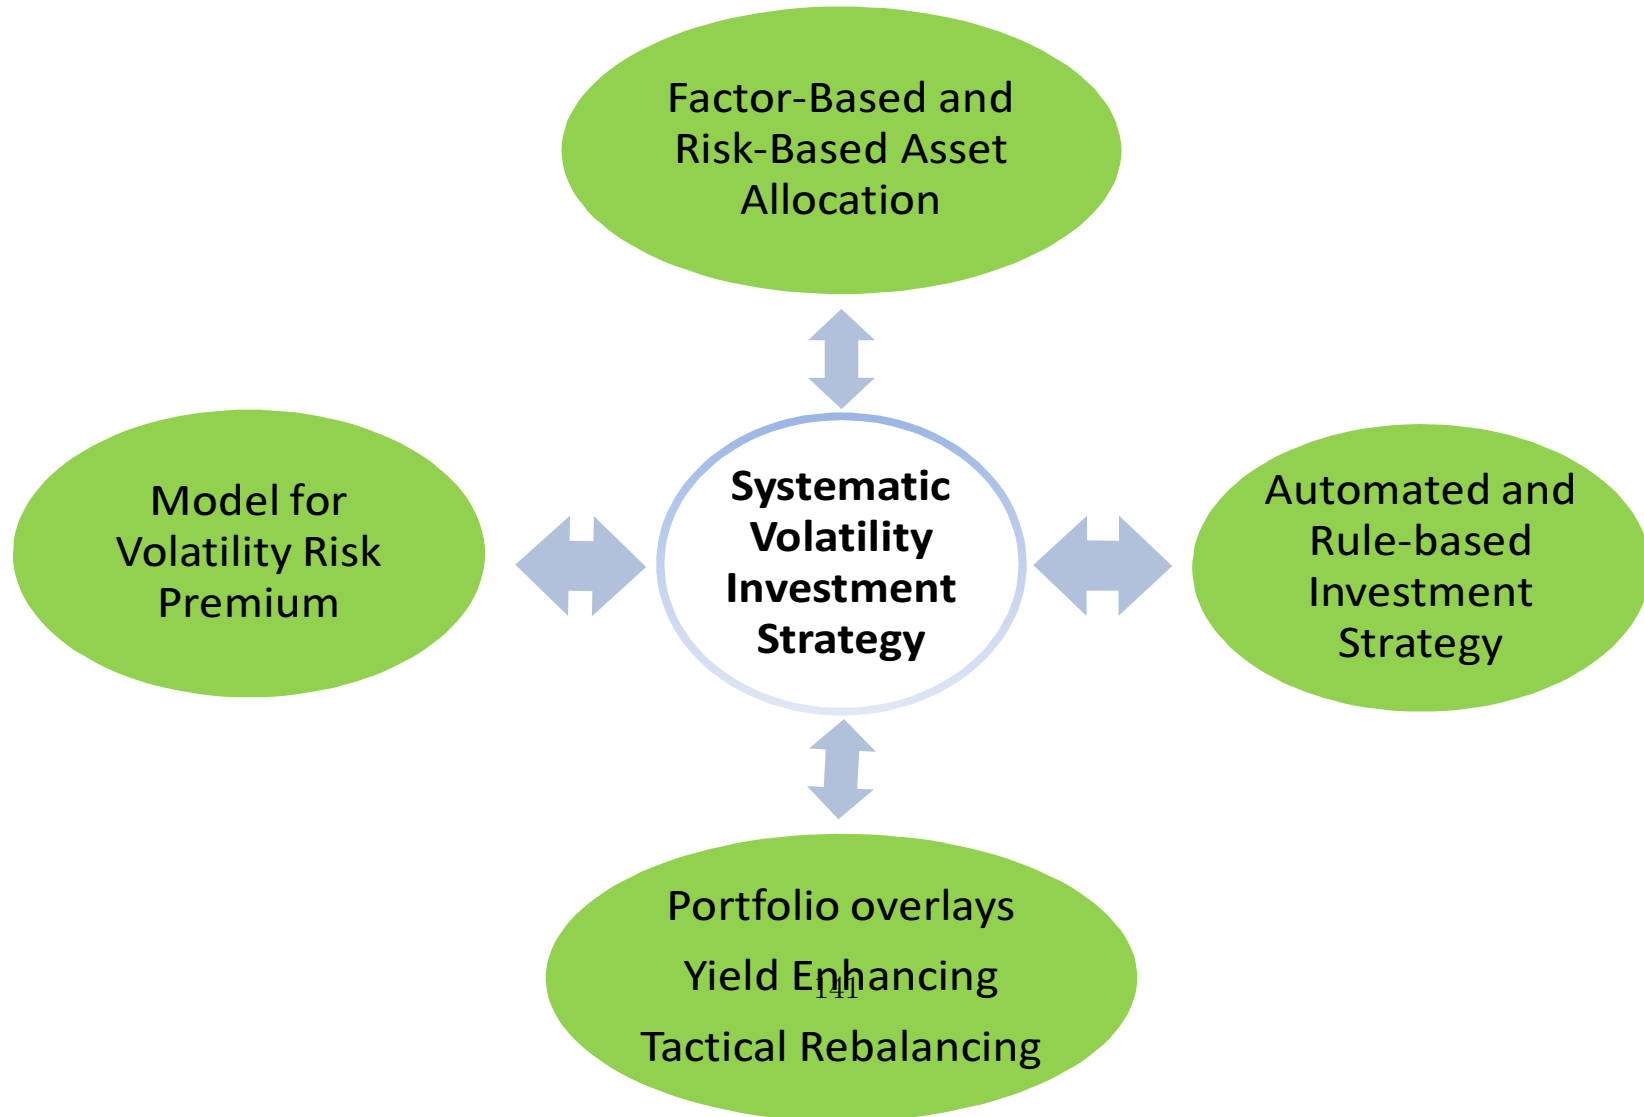 Factor-Based and
Risk-Based Asset
Allocation
Model for
Volatility Risk
Premium
Systematic
Volatility
Investment
Strategy
Automated and
Rule-based
Investment
Strategy
Portfolio overlays
Yield Enhancing
141
Tactical Rebalancing